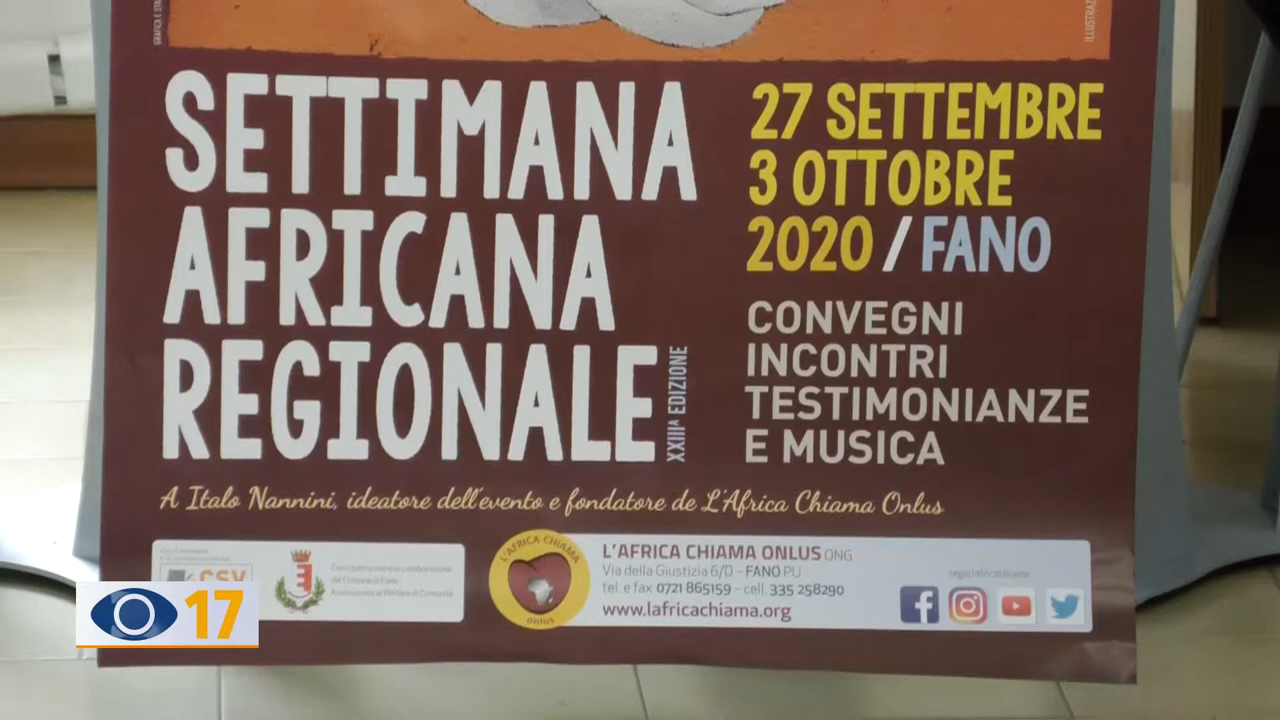 SETTIMANA
AFRICANA
REGIONALE
XXIIIA EDIZIONE
27 SETTEMBRE
3 OTTOBRE
2020 / FANO
CONVEGNI
INCONTRI
TESTIMONIANZE
E MUSICA
A Italo Nannini, ideatore dell'evento e fondatore de L'Africa Chiama Onlus
CSV
L'AFRICA CHIAMA
onlus
L'AFRICA CHIAMA ONLUS ONG
Via della Giustizia 6/D - FANO PU
tel. e fax 0721 865159 - cell. 335 258290
www.lafricachiama.org
17